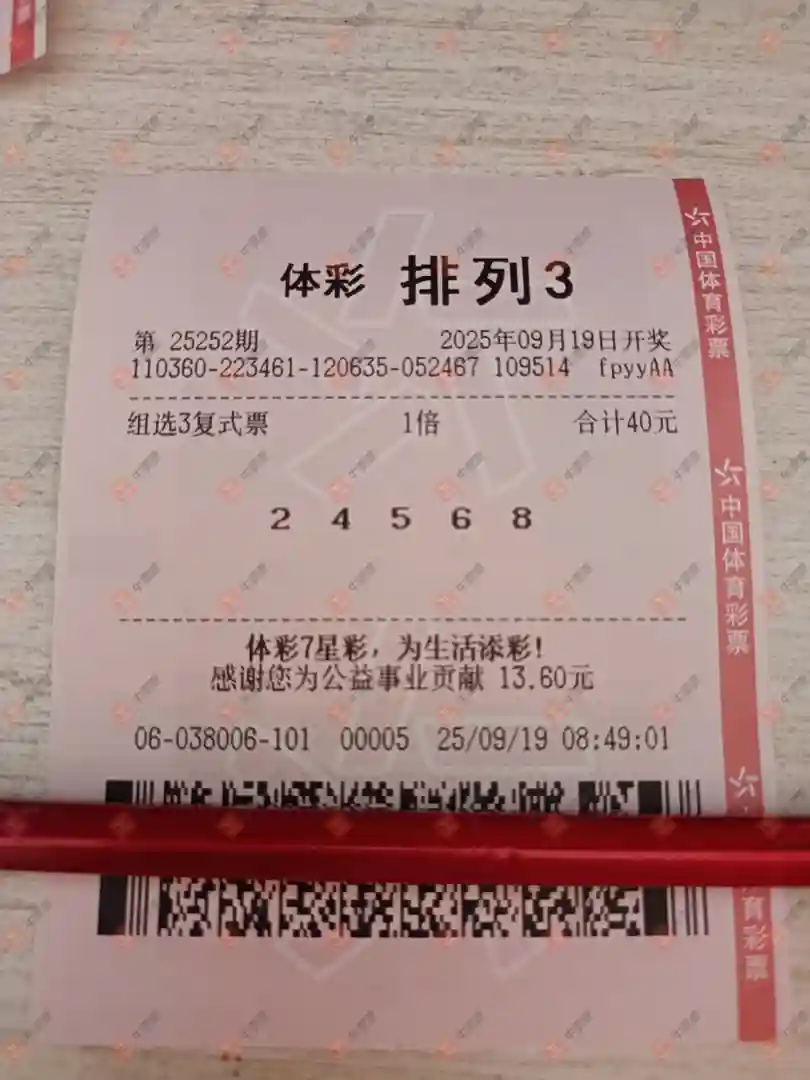 体彩 排列3
第 25252期 2025年09月19日开奖
110360-223461-120635-052467 109514 fpyyAA
组选3复式票 1倍 合计40元
2 4 5 6 8
体彩7星彩，为生活添彩！
感谢您为公益事业贡献 13.60元
06-038006-101 00005 25/09/19 08:49:01
中国体育彩票
中国体育彩票
育彩票